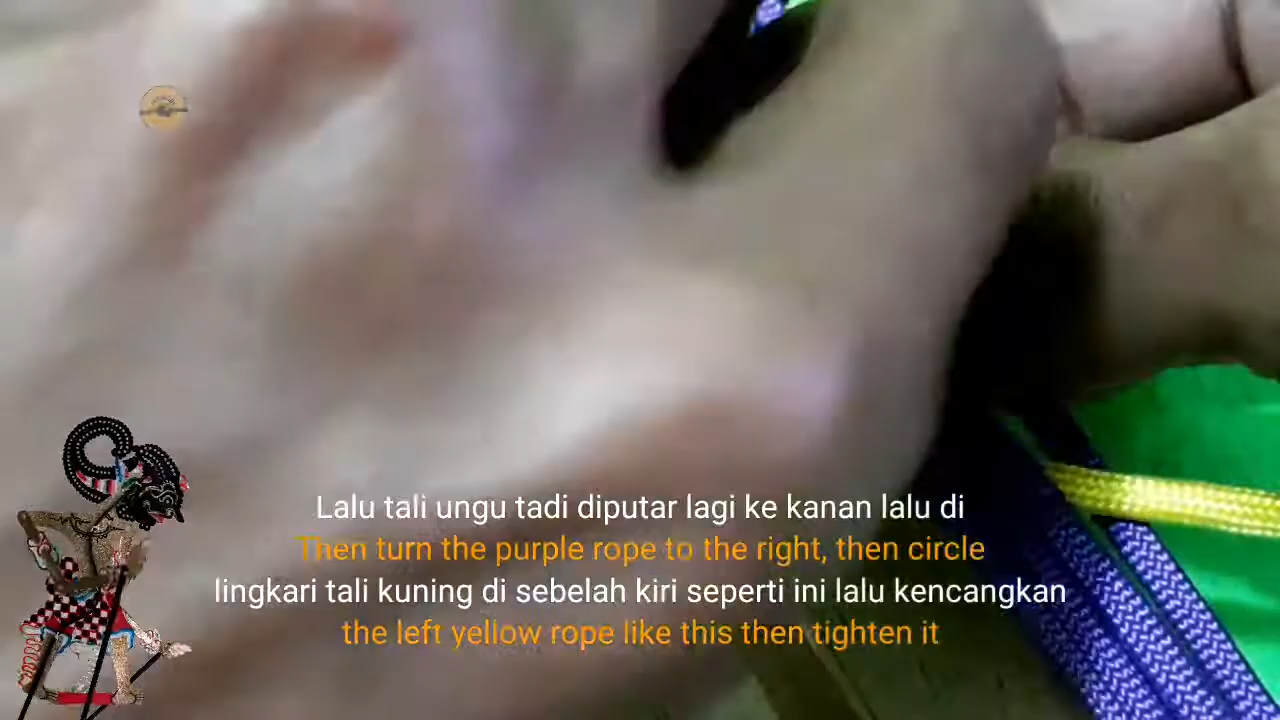 Lalu tali ungu tadi diputar lagi ke kanan lalu di
Then turn the purple rope to the right, then circle
lingkari tali kuning di sebelah kiri seperti ini lalu kencangkan
the left yellow rope like this then tighten it